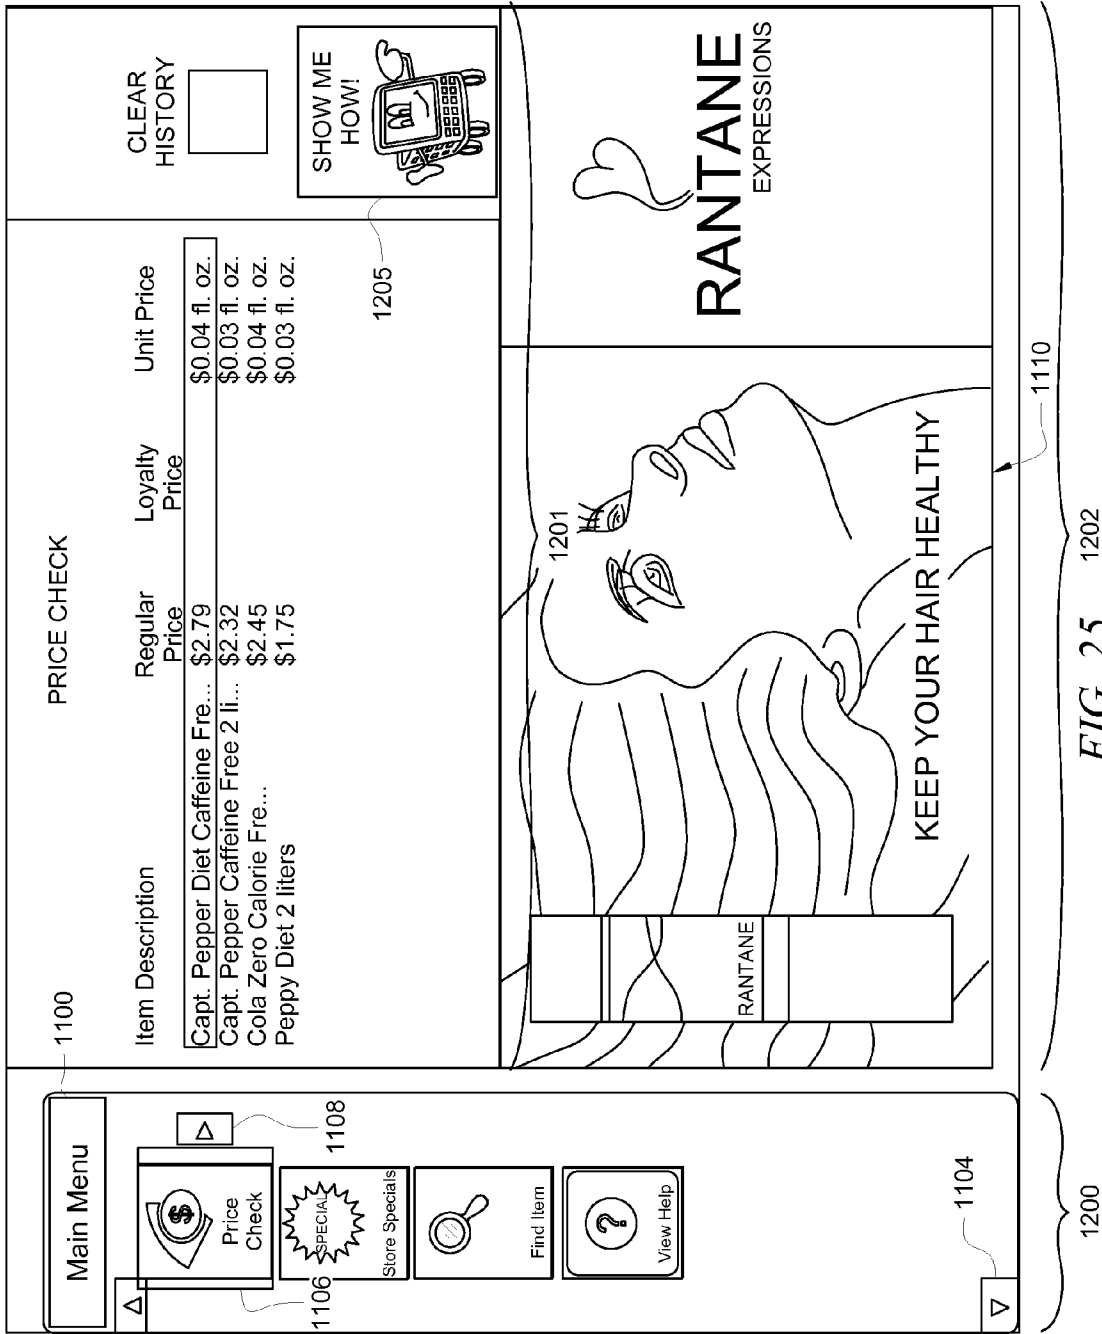 1100
Main Menu
1106
Price
Check
1108
SPECIAL
Store Specials
Find Item
?
View Help
1104
1200
PRICE CHECK
Item Description Regular Price Loyalty Price Unit Price
Capt. Pepper Diet Caffeine Fre... $2.79 $0.04 fl. oz.
Capt. Pepper Caffeine Free 2 li... $2.32 $0.03 fl. oz.
Cola Zero Calorie Fre... $2.45 $0.04 fl. oz.
Peppy Diet 2 liters $1.75 $0.03 fl. oz.
CLEAR
HISTORY
SHOW ME
HOW!
1205
1201
RANTANE
KEEP YOUR HAIR HEALTHY
RANTANE
EXPRESSIONS
1110
1202
FIG. 25